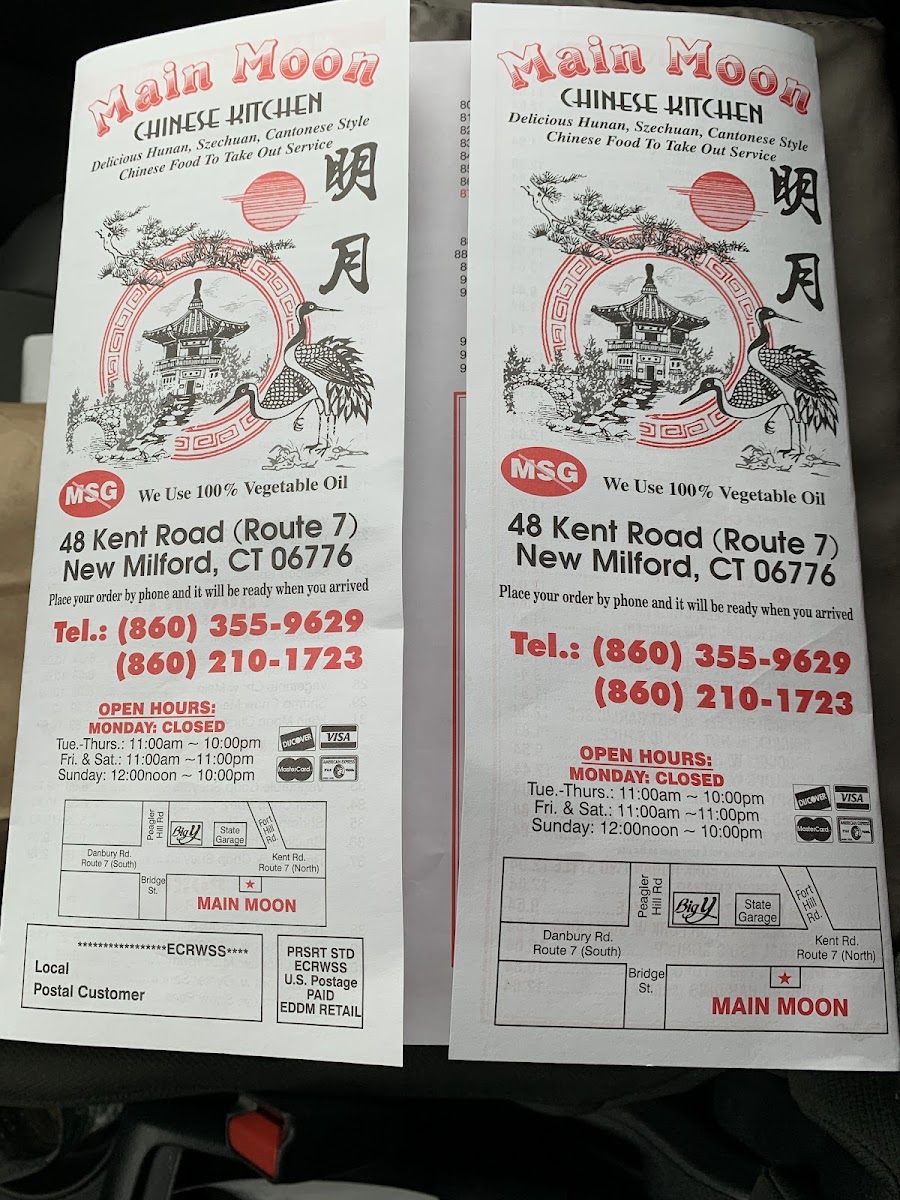 Main Moon
CHINESE KITCHEN
Delicious Hunan, Szechuan, Cantonese Style
Chinese Food To Take Out Service
明
月
MSG
We Use 100% Vegetable Oil
48 Kent Road (Route 7)
New Milford, CT 06776
Place your order by phone and it will be ready when you arrived
Tel.: (860) 355-9629
(860) 210-1723
OPEN HOURS:
MONDAY: CLOSED
Tue.-Thurs.: 11:00am ~ 10:00pm
Fri. & Sat.: 11:00am ~11:00pm
Sunday: 12:00noon ~ 10:00pm
DISCOVER
VISA
MasterCard
AMERICAN EXPRESS
Peagler
Hill Rd
Big Y
State
Garage
Fort
Hill
Rd.
Danbury Rd.
Route 7 (South)
Kent Rd.
Route 7 (North)
Bridge
St.
MAIN MOON
*****************ECRWSS****
Local
Postal Customer
PRSRT STD
ECRWSS
U.S. Postage
PAID
EDDM RETAIL
Main Moon
CHINESE KITCHEN
Delicious Hunan, Szechuan, Cantonese Style
Chinese Food To Take Out Service
明
月
MSG
We Use 100% Vegetable Oil
48 Kent Road (Route 7)
New Milford, CT 06776
Place your order by phone and it will be ready when you arrived
Tel.: (860) 355-9629
(860) 210-1723
OPEN HOURS:
MONDAY: CLOSED
Tue.-Thurs.: 11:00am ~ 10:00pm
Fri. & Sat.: 11:00am ~11:00pm
Sunday: 12:00noon ~ 10:00pm
DISCOVER
VISA
MasterCard
AMERICAN EXPRESS
Peagler
Hill Rd
Big Y
State
Garage
Fort
Hill
Rd.
Danbury Rd.
Route 7 (South)
Kent Rd.
Route 7 (North)
Bridge
St.
MAIN MOON